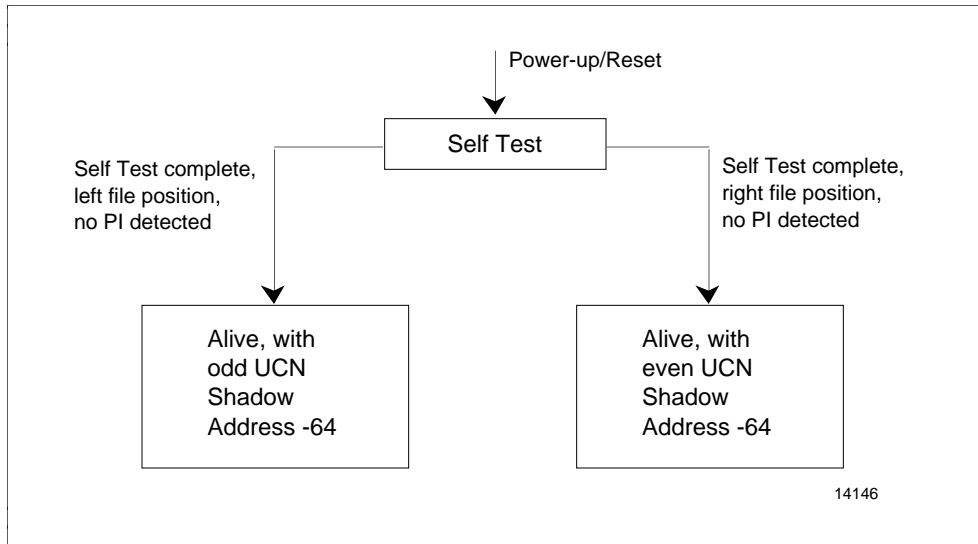 Power-up/Reset
Self Test
Self Test complete,
left file position,
no PI detected
Self Test complete,
right file position,
no PI detected
Alive, with
odd UCN
Shadow
Address -64
Alive, with
even UCN
Shadow
Address -64
14146